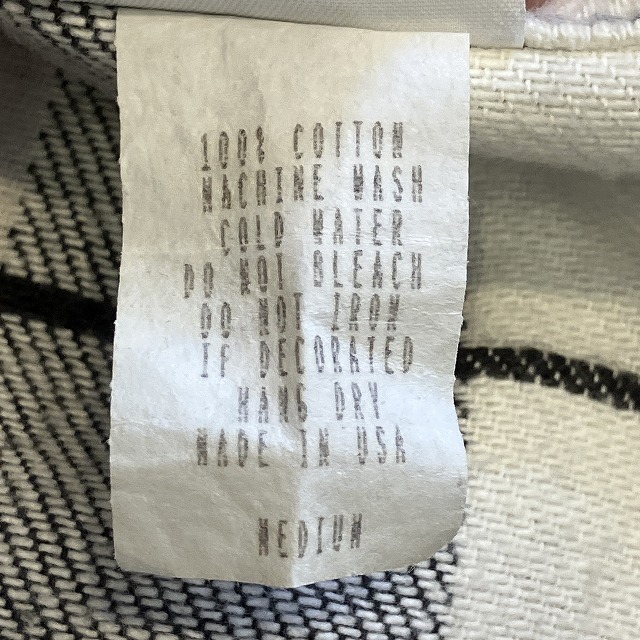 100% COTTON
MACHINE WASH
COLD WATER
DO NOT BLEACH
DO NOT IRON
IF DECORATED
HANG DRY
MADE IN USA
MEDIUM